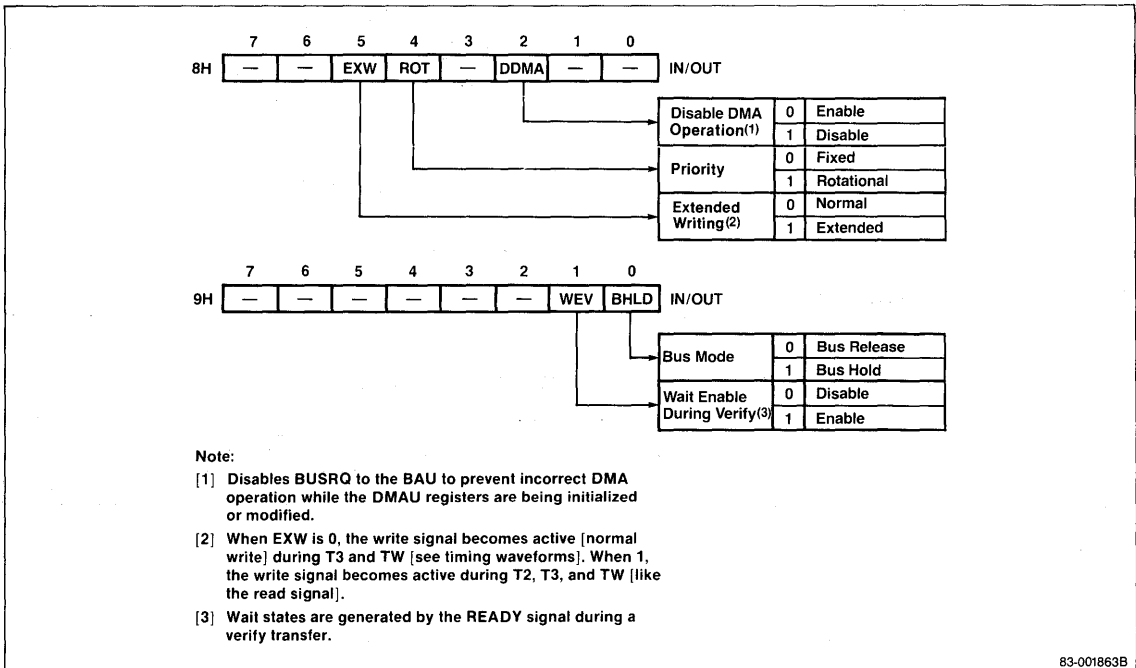 7 6 5 4 3 2 1 0
8H — — EXW ROT — DDMA — — IN/OUT
Disable DMA Operation(1) 0 Enable
1 Disable
Priority 0 Fixed
1 Rotational
Extended Writing(2) 0 Normal
1 Extended
7 6 5 4 3 2 1 0
9H — — — — — — WEV BHLD IN/OUT
Bus Mode 0 Bus Release
1 Bus Hold
Wait Enable During Verify(3) 0 Disable
1 Enable
Note:
[1] Disables BUSRQ to the BAU to prevent incorrect DMA
operation while the DMAU registers are being initialized
or modified.
[2] When EXW is 0, the write signal becomes active [normal
write] during T3 and TW [see timing waveforms]. When 1,
the write signal becomes active during T2, T3, and TW [like
the read signal].
[3] Wait states are generated by the READY signal during a
verify transfer.
83-001863B